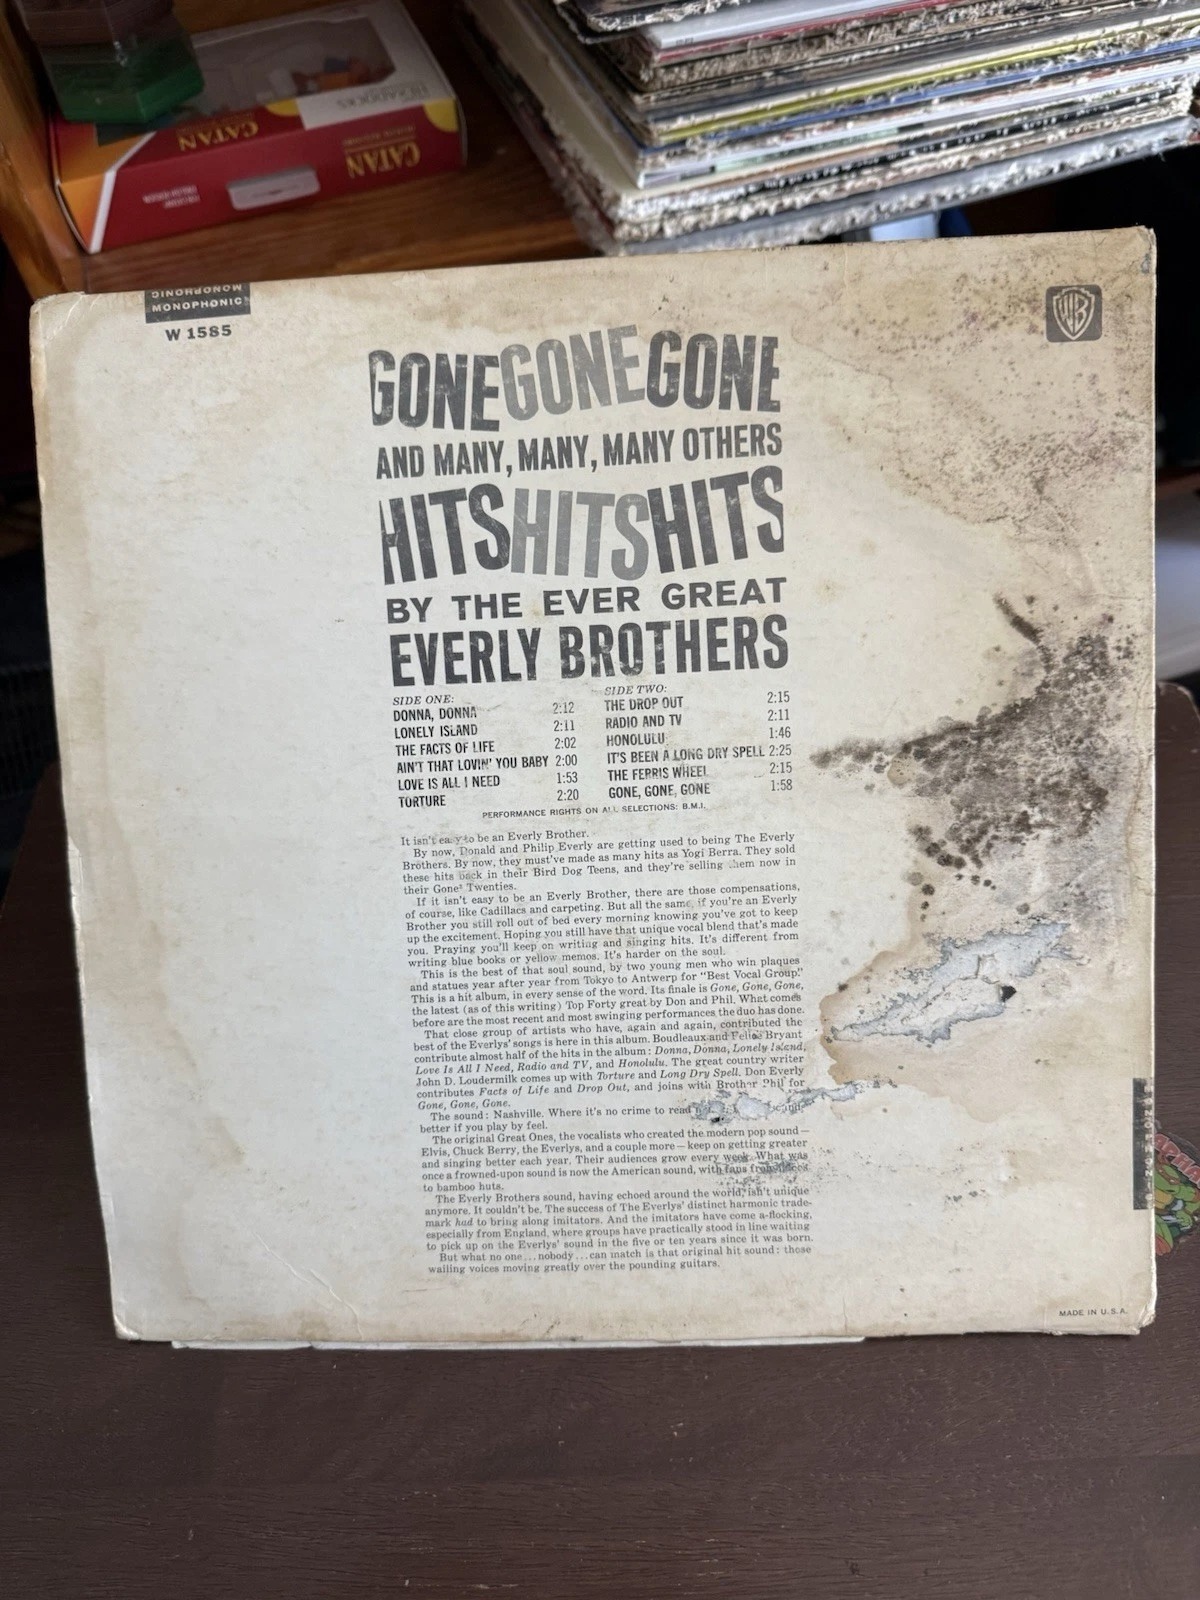 CATAN
CATAN
MONOPHONIC
MONOPHONIC
W 1585
WB
GONE GONE GONE
AND MANY, MANY, MANY OTHERS
HITS HITS HITS
BY THE EVER GREAT
EVERLY BROTHERS
SIDE ONE:
DONNA, DONNA 2:12
LONELY ISLAND 2:11
THE FACTS OF LIFE 2:02
AIN'T THAT LOVIN' YOU BABY 2:00
LOVE IS ALL I NEED 1:53
TORTURE 2:20
SIDE TWO:
THE DROP OUT 2:15
RADIO AND TV 2:11
HONOLULU 1:46
IT'S BEEN A LONG DRY SPELL 2:25
THE FERRIS WHEEL 2:15
GONE, GONE, GONE 1:58
PERFORMANCE RIGHTS ON ALL SELECTIONS: B.M.I.
It isn't easy to be an Everly Brother.
By now, Donald and Philip Everly are getting used to being The Everly
Brothers. By now, they must've made as many hits as Yogi Berra. They sold
these hits back in their Bird Dog Teens, and they're selling them now in
their Gone³ Twenties.
If it isn't easy to be an Everly Brother, there are those compensations,
of course, like Cadillacs and carpeting. But all the same, if you're an Everly
Brother you still roll out of bed every morning knowing you've got to keep
up the excitement. Hoping you still have that unique vocal blend that's made
you. Praying you'll keep on writing and singing hits. It's different from
writing blue books or yellow memos. It's harder on the soul.
This is the best of that soul sound, by two young men who win plaques
and statues year after year from Tokyo to Antwerp for "Best Vocal Group."
This is a hit album, in every sense of the word. Its finale is Gone, Gone, Gone,
the latest (as of this writing) Top Forty great by Don and Phil. What comes
before are the most recent and most swinging performances the duo has done.
That close group of artists who have, again and again, contributed the
best of the Everlys' songs is here in this album. Boudleaux and Felice Bryant
contribute almost half of the hits in the album: Donna, Donna, Lonely Island,
Love Is All I Need, Radio and TV, and Honolulu. The great country writer
John D. Loudermilk comes up with Torture and Long Dry Spell. Don Everly
contributes Facts of Life and Drop Out, and joins with Brother Phil for
Gone, Gone, Gone.
The sound: Nashville. Where it's no crime to read
better if you play by feel.
The original Great Ones, the vocalists who created the modern pop sound—
Elvis, Chuck Berry, the Everlys, and a couple more—keep on getting greater
and singing better each year. Their audiences grow every week. What was
once a frowned-upon sound is now the American sound, with fans from
to bamboo huts.
The Everly Brothers sound, having echoed around the world, isn't unique
anymore. It couldn't be. The success of The Everlys' distinct harmonic trade-
mark had to bring along imitators. And the imitators have come a-flocking,
especially from England, where groups have practically stood in line waiting
to pick up on the Everlys' sound in the five or ten years since it was born.
But what no one...nobody...can match is that original hit sound: those
wailing voices moving greatly over the pounding guitars.
MADE IN U.S.A.